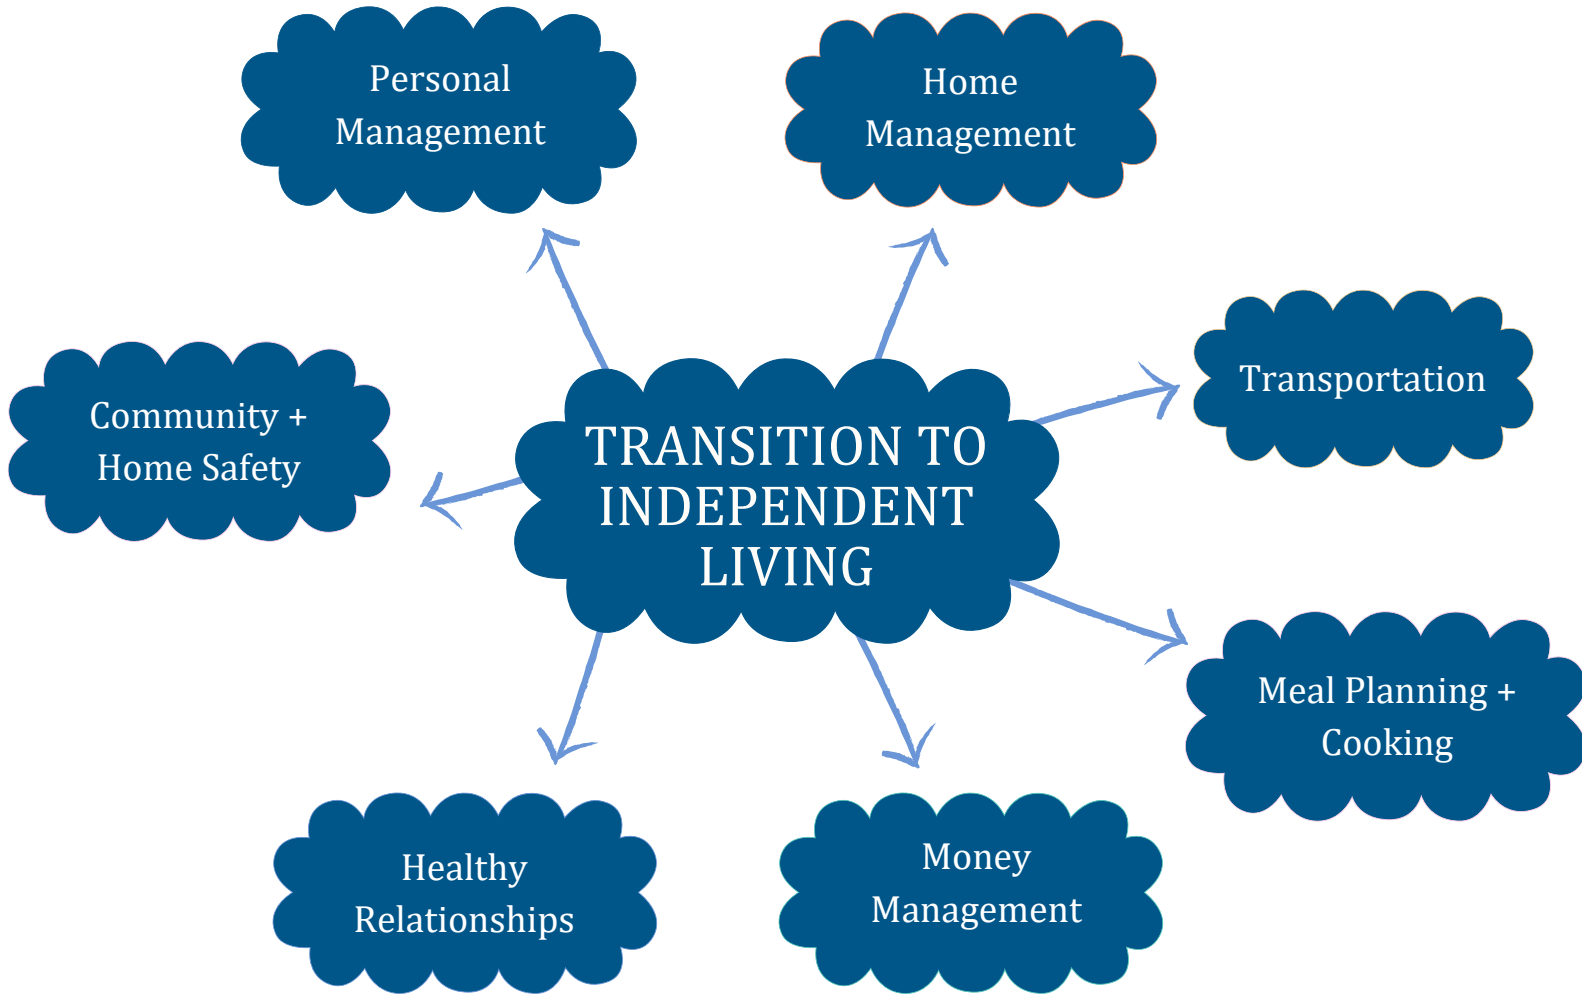 Personal
Management
Home
Management
Transportation
Community +
Home Safety
TRANSITION TO
INDEPENDENT
LIVING
Meal Planning +
Cooking
Healthy
Relationships
Money
Management